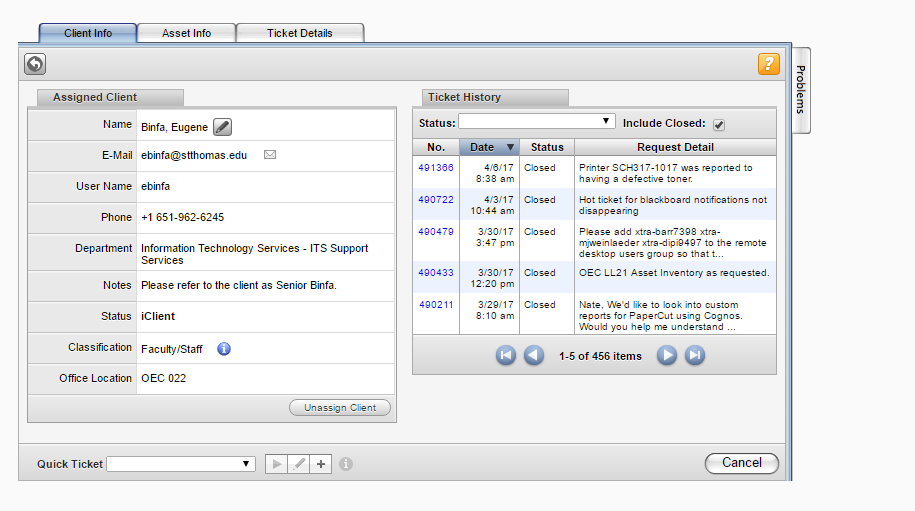 Client Info
Asset Info
Ticket Details
?
Problems
Assigned Client
Name
Binfa, Eugene
E-Mail
ebinfa@stthomas.edu
User Name
ebinfa
Phone
+1 651-962-6245
Department
Information Technology Services - ITS Support
Services
Notes
Please refer to the client as Senior Binfa.
Status
iClient
Classification
Faculty/Staff
i
Office Location
OEC 022
Unassign Client
Ticket History
Status:
Include Closed:
No. Date Status Request Detail
491366 4/6/17 Closed Printer SCH317-1017 was reported to
8:38 am having a defective toner.
490722 4/3/17 Closed Hot ticket for blackboard notifications not
10:44 am disappearing
490479 3/30/17 Closed Please add xtra-barr7398 xtra-
3:47 pm mjweinlaeder xtra-dipi9497 to the remote
desktop users group so that t...
490433 3/30/17 Closed OEC LL21 Asset Inventory as requested.
12:20 pm
490211 3/29/17 Closed Nate, We'd like to look into custom
8:10 am reports for PaperCut using Cognos.
Would you help me understand ...
1-5 of 456 items
Quick Ticket
+
i
Cancel